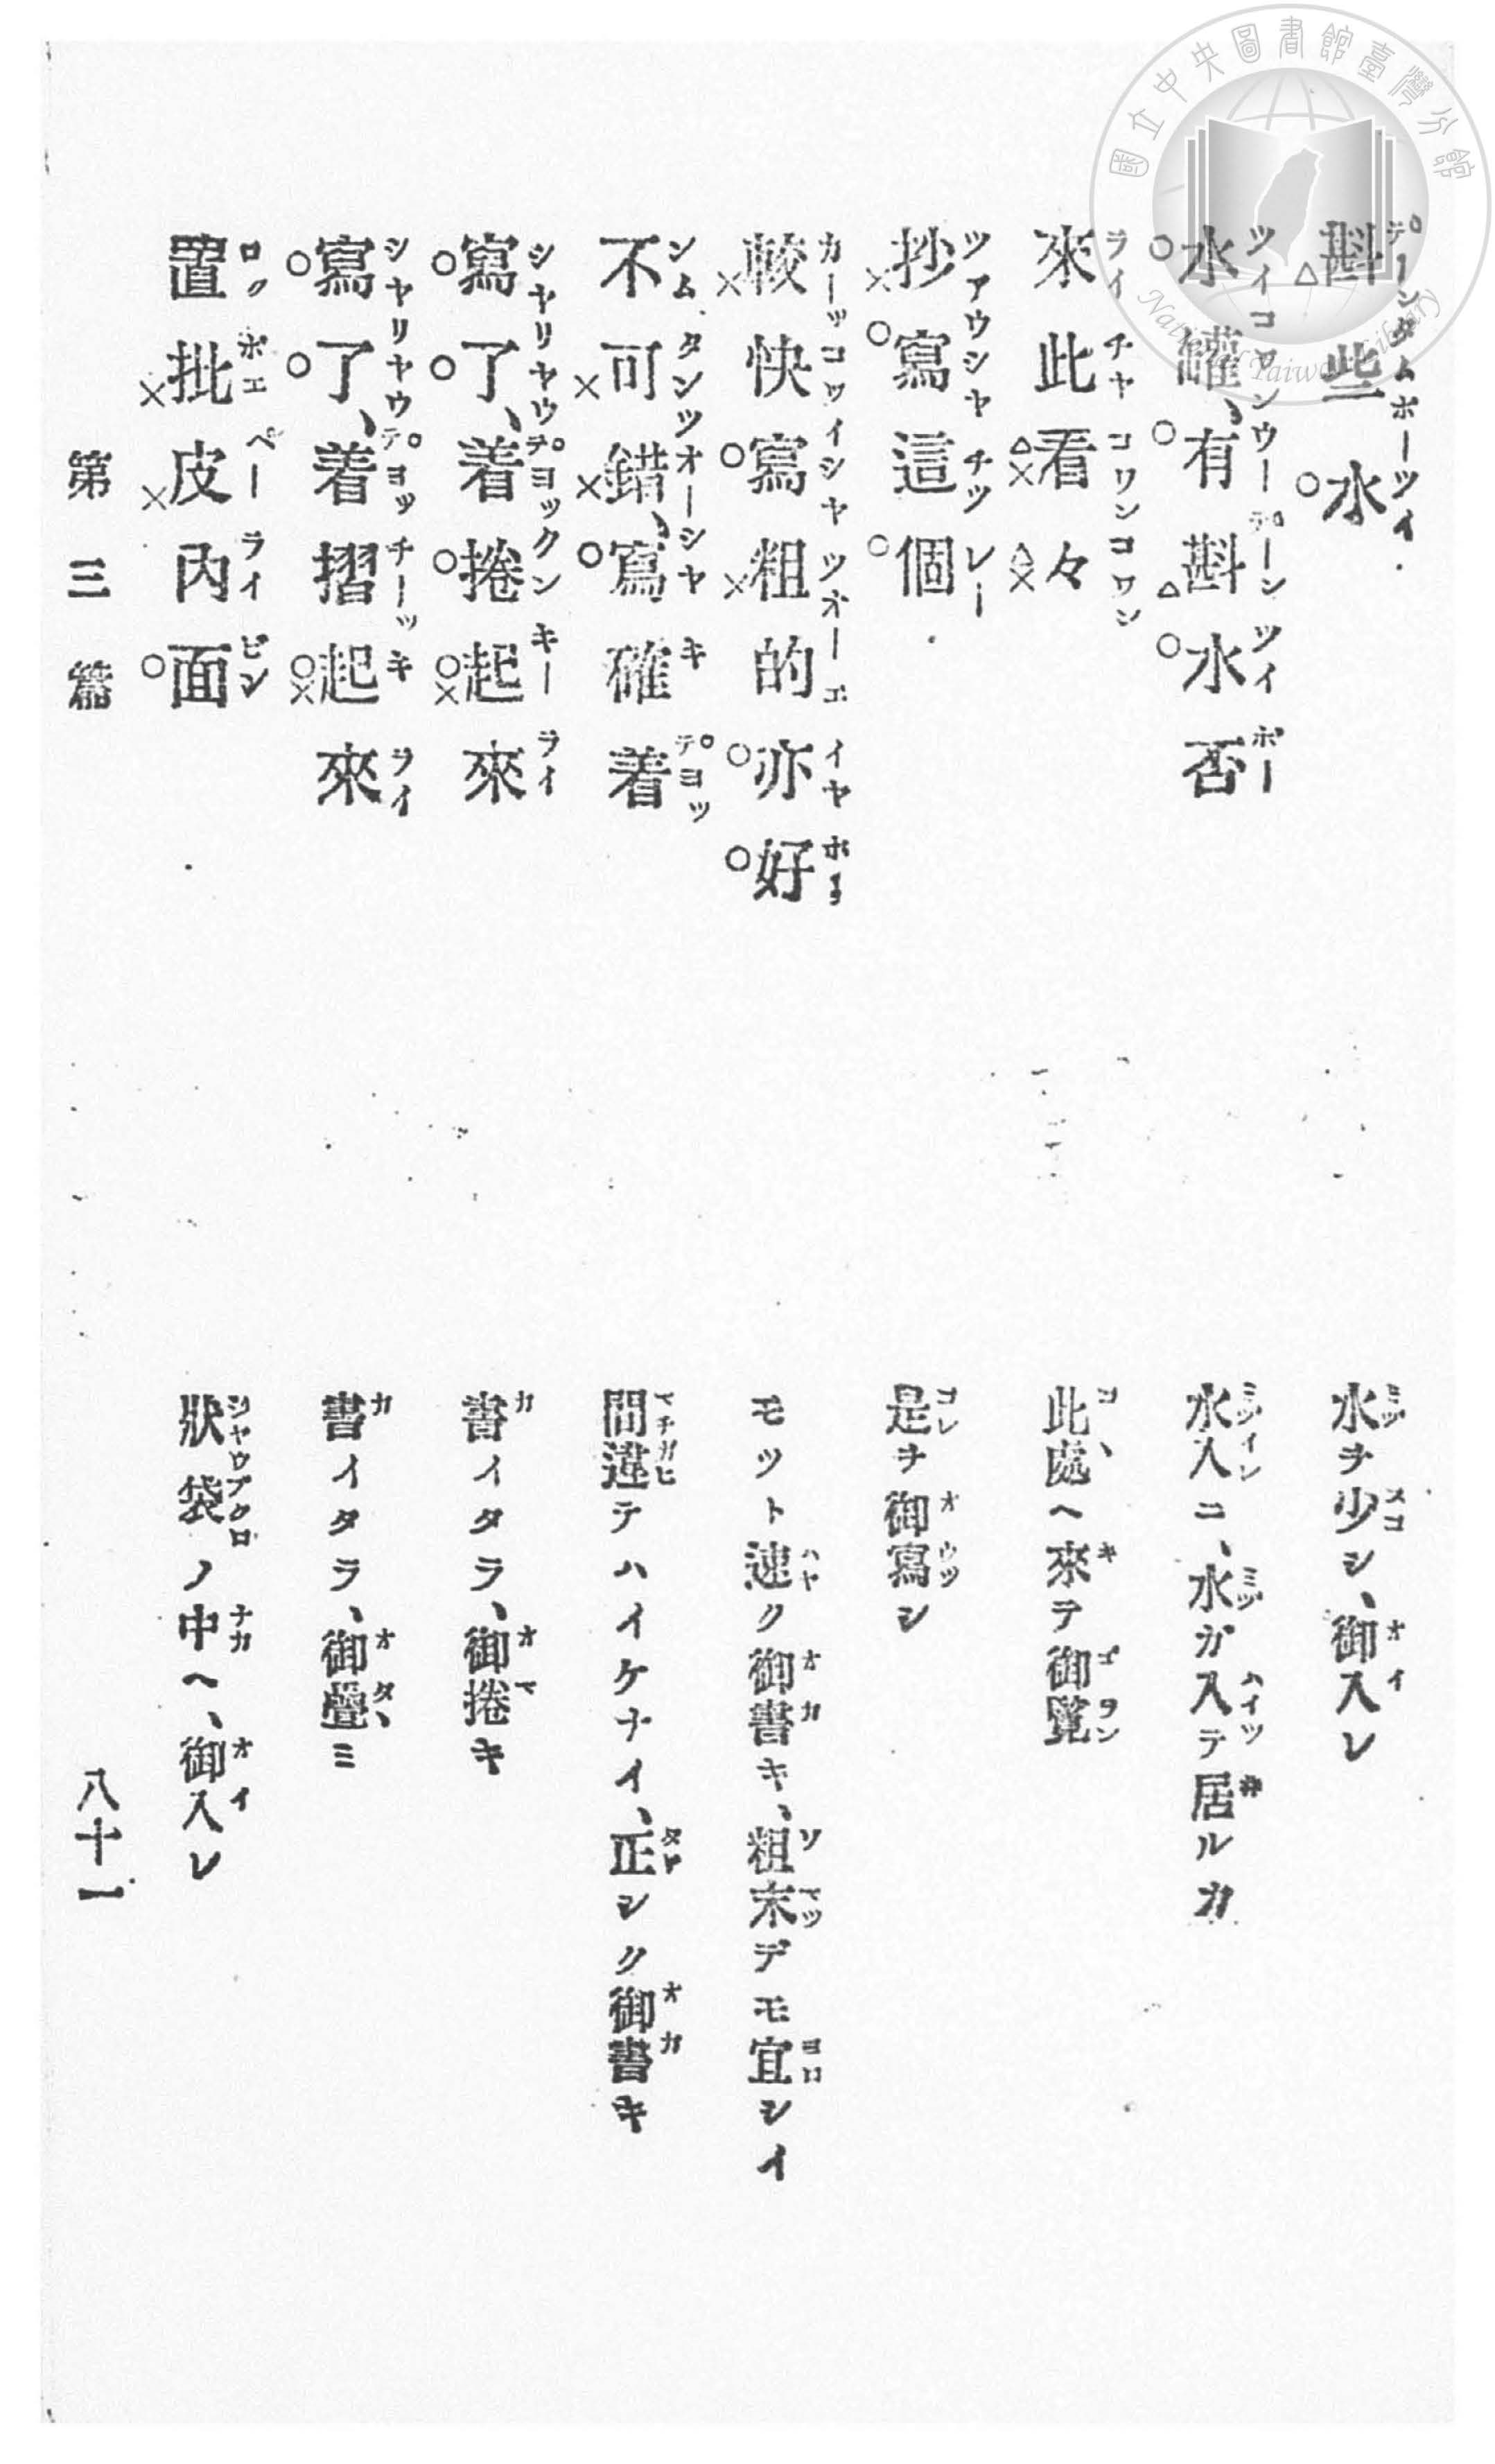 斟些水
水ヲ少シ、御入レ
水罐、有斟水否
水入ニ、水ガ入テ居ルカ
來此看々
此處ヘ來テ御覽
抄寫這個
是ヲ御寫シ
較快寫粗的亦好
モット速ク御書キ、粗末デモ宜シイ
不可錯、寫確着
間違テハイケナイ、正シク御書キ
寫了、着捲起來
書イタラ、御捲キ
寫了、着摺起來
書イタラ、御疊ミ
置批皮內面
狀袋ノ中ヘ、御入レ
第三篇
八十一
國立中央圖書館臺灣分館